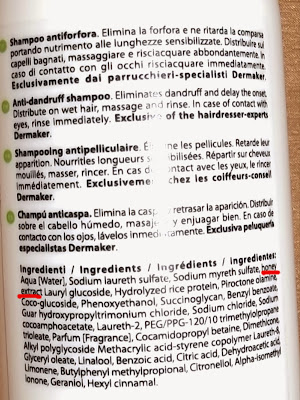 Shampoo antiforfora. Elimina la forfora e ne ritarda la comparsa
portando nutrimento alle lunghezze sensibilizzate. Distribuire sui
capelli bagnati, massaggiare e risciacquare abbondantemente. In
caso di contatto con gli occhi risciacquare immediatamente.
Esclusivamente dai parrucchieri-specialisti Dermaker.
Anti-dandruff shampoo. Eliminates dandruff and delay the onset.
Distribute on wet hair, massage and rinse. In case of contact with
eyes, rinse immediately. Exclusive of the hairdresser-experts
Dermaker.
Shampooing antipelliculaire. les pellicules. Retarde leur
apparition. Nourrit longueurs Répartir sur cheveux
mouillés, masser, rincer. En cas de contact avec les yeux, le rincer
immédiatement. Exclusivement chez les coiffeurs-conseil
Dermaker.
Champú anticaspa. Elimina la retrasar la aparición. Distribuir
sobre el cabello húmedo, masaje y enjuagar bien. En caso de
contacto con los ojos, lávelos Exclusiva peluquería
especialistas Dermaker.
Ingredienti / Ingredients / Ingrédients / ingredientes:
Aqua [Water], Sodium laureth sulfate, Sodium myreth sulfate, honey
extract Lauryl glucoside, Hydrolized rice protein, Piroctone olamine,
Coco-glucoside, Phenoxyethanol, Succinoglycan, Benzyl benzoate,
Guar hydroxypropyltrimonium chloride, Sodium chloride, Sodium
cocoamphoacetate, Laureth-2, PEG/PPG-120/10 trimethylolpropane
trioleate, Parfum [Fragrance], Cocamidopropyl betaine, Dimethicone,
Alkyl polyglycoside Methacrylic acid-styrene copolymer Laureth-8,
Glyceryl oleate, Linalool, Benzoic acid, Citric acid, Dehydroacetic acid,
Limonene, Butylphenyl methylpropional, Citronellol, Alpha-isomethyl
ionone, Geraniol, Hexyl cinnamal.